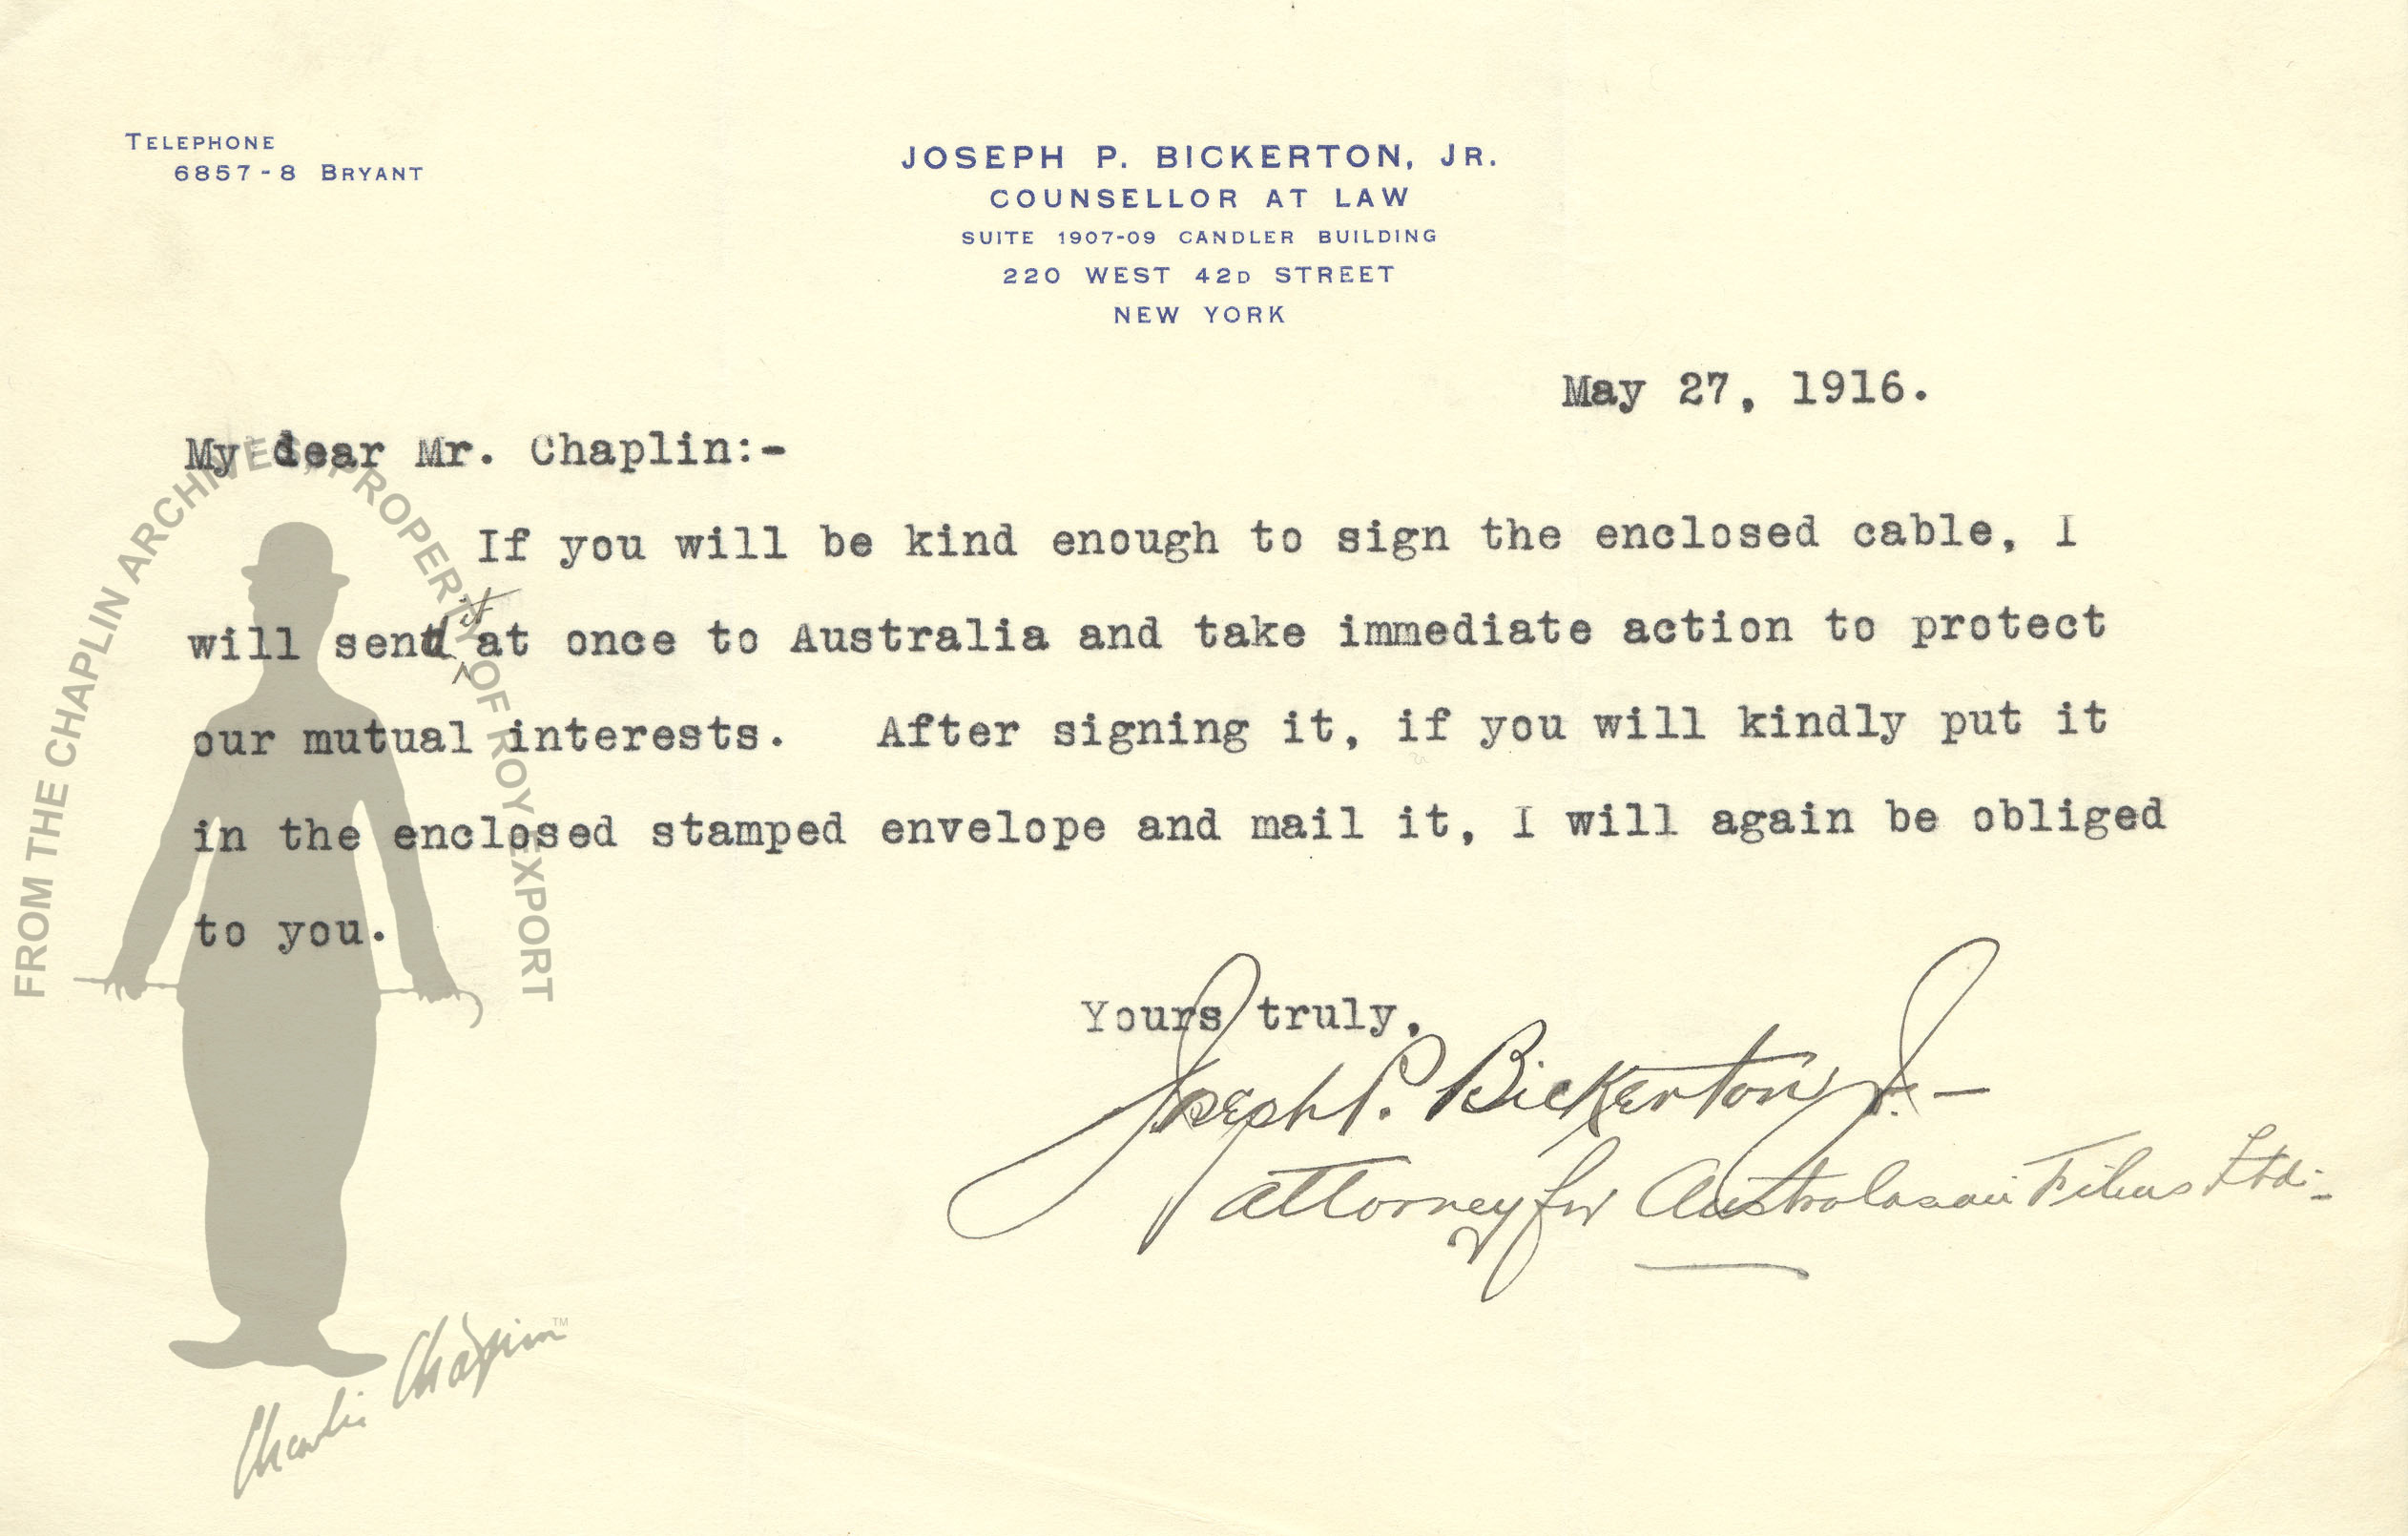 TELEPHONE
6857-8 BRYANT
JOSEPH P. BICKERTON, JR.
COUNSELLOR AT LAW
SUITE 1907-09 CANDLER BUILDING
220 WEST 42D STREET
NEW YORK
May 27, 1916.
My dear Mr. Chaplin:-
If you will be kind enough to sign the enclosed cable, I
will send it at once to Australia and take immediate action to protect
our mutual interests. After signing it, if you will kindly put it
in the enclosed stamped envelope and mail it, I will again be obliged
to you.
Yours truly,
Joseph P. Bickerton Jr. -
Attorney for Australasian Films Ltd. -
FROM THE CHAPLIN ARCHIVES, PROPERTY OF ROY EXPORT
Charlie Chaplin™